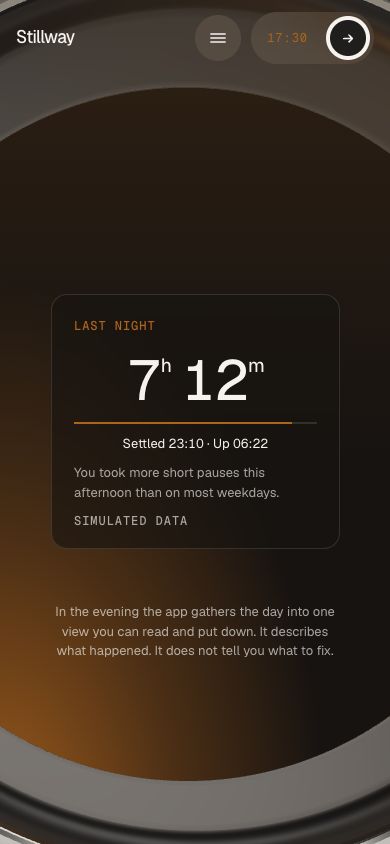 Stillway
17:30
LAST NIGHT
7h 12m
Settled 23:10 · Up 06:22
You took more short pauses this
afternoon than on most weekdays.
SIMULATED DATA
In the evening the app gathers the day into one
view you can read and put down. It describes
what happened. It does not tell you what to fix.